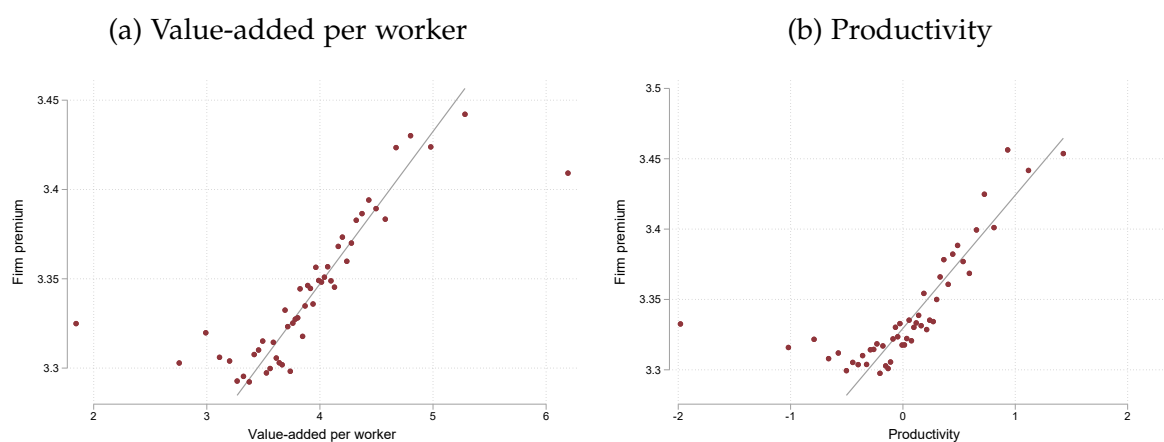 (a) Value-added per worker
3.45
3.4
3.35
3.3
Firm premium
2 3 4 5 6
Value-added per worker
(b) Productivity
3.5
3.45
3.4
3.35
3.3
Firm premium
-2 -1 0 1 2
Productivity